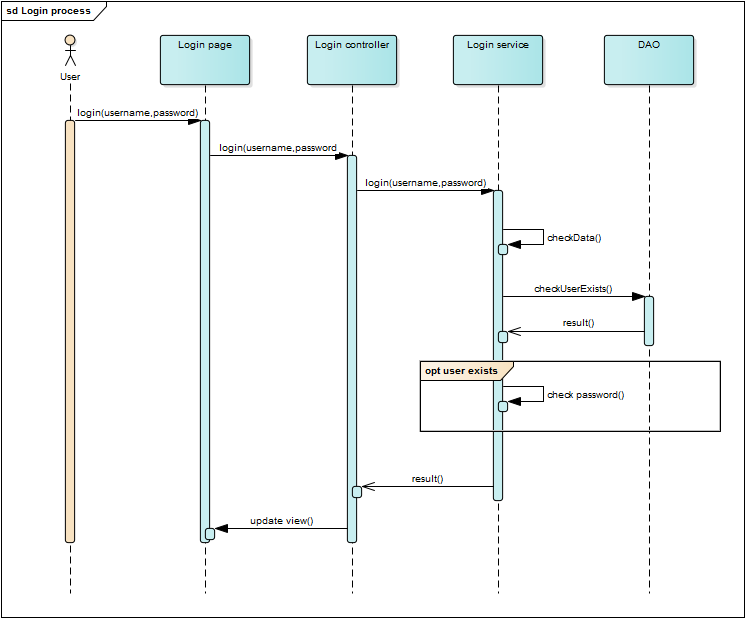 sd Login process
User
Login page
Login controller
Login service
DAO
login(username,password)
login(username,password
login(username,password)
checkData()
checkUserExists()
result()
opt user exists
check password()
result()
update view()